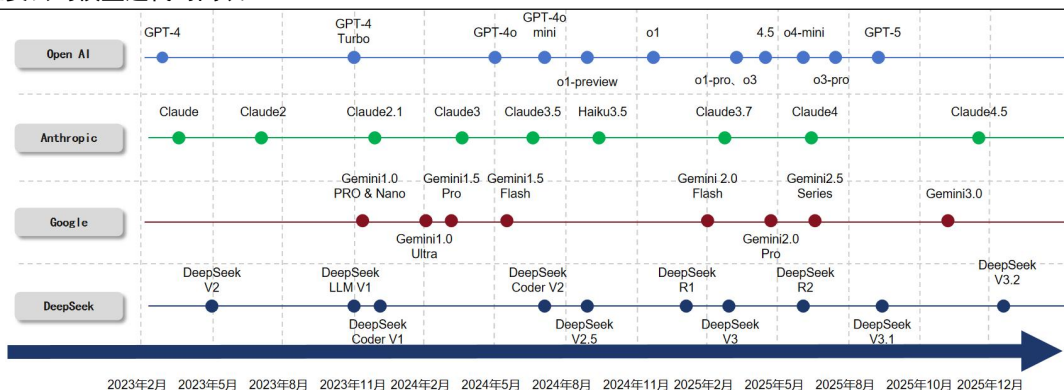 GPT-4
GPT-4
Turbo
GPT-4o
GPT-4o
mini
o1
4.5
o4-mini
GPT-5
Open AI
o1-preview
o1-pro、o3
o3-pro
Claude
Claude2
Claude2.1
Claude3
Claude3.5
Haiku3.5
Claude3.7
Claude4
Claude4.5
Anthropic
Gemini1.0
PRO & Nano
Gemini1.5
Pro
Gemini1.5
Flash
Gemini 2.0
Flash
Gemini2.5
Series
Gemini3.0
Google
Gemini1.0
Ultra
Gemini2.0
Pro
DeepSeek
V2
DeepSeek
LLM V1
DeepSeek
Coder V2
DeepSeek
R1
DeepSeek
R2
DeepSeek
V3.2
DeepSeek
DeepSeek
Coder V1
DeepSeek
V2.5
DeepSeek
V3
DeepSeek
V3.1
2023年2月 2023年5月 2023年8月 2023年11月 2024年2月 2024年5月 2024年8月 2024年11月 2025年2月 2025年5月 2025年8月 2025年10月 2025年12月